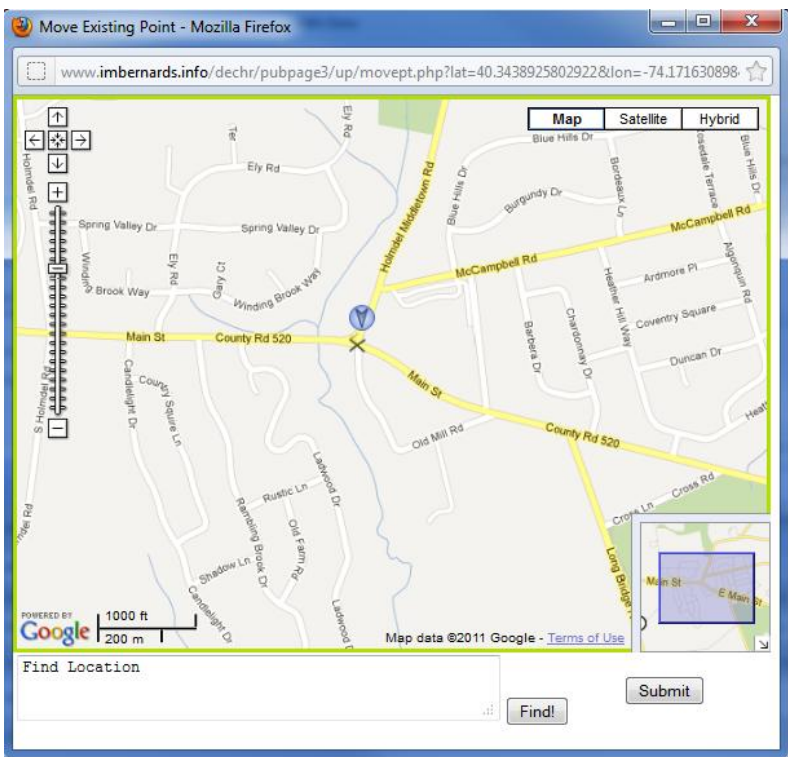 Move Existing Point - Mozilla Firefox
www.imbernards.info/dechr/pubpage3/up/movept.php?lat=40.34389258029228&lon=-74.171630898
Map
Satellite
Hybrid
Ely Rd
Ter
Blue Hills Dr
Holmdel Rd
Ely Rd
Holmdel Middletown Rd
Blue Hills Dr
Burgundy Dr
Bordeaux Ln
Rosedale Terrace
Blue Hills Dr
Spring Valley Dr
Spring Valley Dr
McCampbell Rd
Winding Brook Way
Ely Rd
Gary Ct
Winding Brook Way
McCampbell Rd
Heather Hill Way
Ardmore Pl
Algonquin Rd
Coventry Square
Main St
County Rd 520
Barbera Dr
Chardonnay Dr
Duncan Dr
S Holmdel Rd
Candlelight Dr
Country Squire Ln
Main St
Old Mill Rd
County Rd 520
Heat
Rustic Ln
Ladwood Dr
Cross Rd
Cross Ln
Rambling Brook Dr
Old Farm Rd
Shadow Ln
Candlelight Dr
Ladwood Dr
Long Bridge
Main St
E Main St
POWERED BY
Google
1000 ft
200 m
Map data ©2011 Google - Terms of Use
Find Location
Find!
Submit